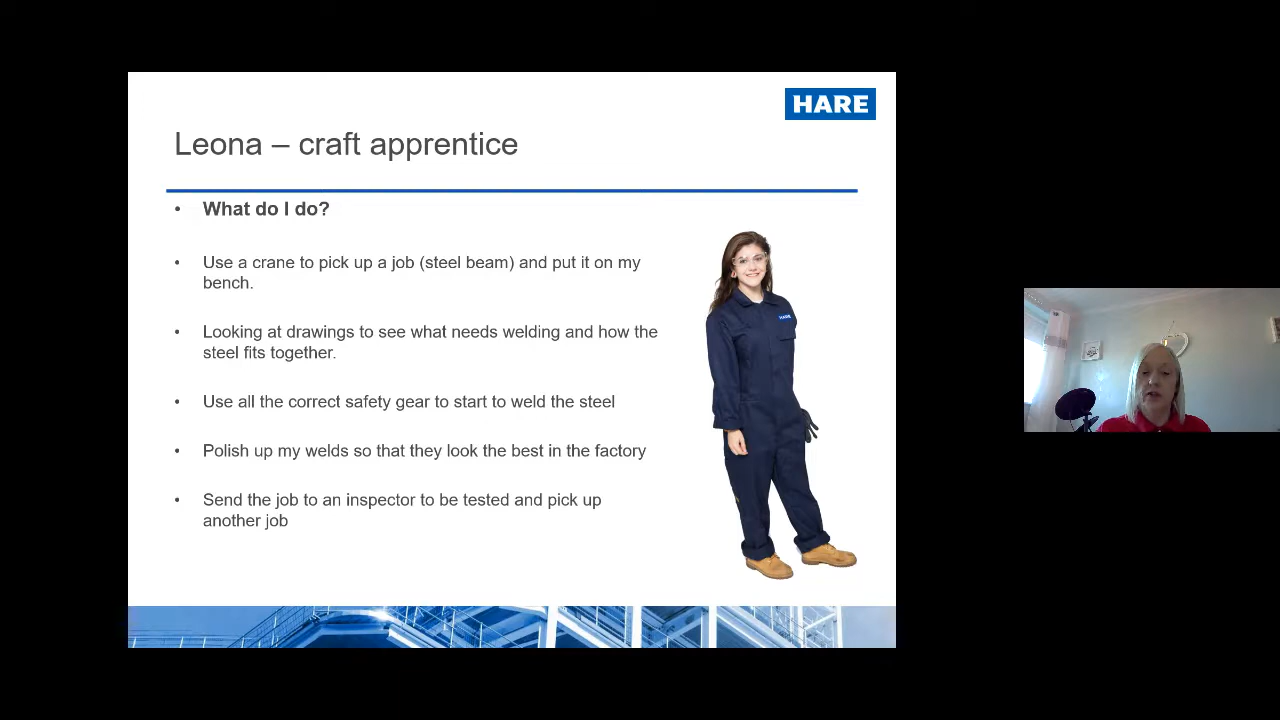 HARE
Leona – craft apprentice
• What do I do?
• Use a crane to pick up a job (steel beam) and put it on my
bench.
• Looking at drawings to see what needs welding and how the
steel fits together.
• Use all the correct safety gear to start to weld the steel
• Polish up my welds so that they look the best in the factory
• Send the job to an inspector to be tested and pick up
another job
HARE